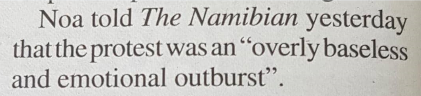 Noa told The Namibian yesterday
that the protest was an “overly baseless
and emotional outburst”.